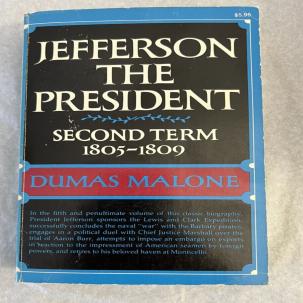 $5.95
JEFFERSON
THE
PRESIDENT
SECOND TERM
1805-1809
DUMAS MALONE
In the fifth and penultimate volume of this classic biography,
President Jefferson sponsors the Lewis and Clark Expedition,
successfully concludes the naval "war" with the Barbary pirates,
engages in a political duel with Chief Justice Marshall over the
trial of Aaron Burr, attempts to impose an embargo on exports
in reaction to the impressment of American seamen by foreign
powers, and retires to his beloved haven at Monticello.